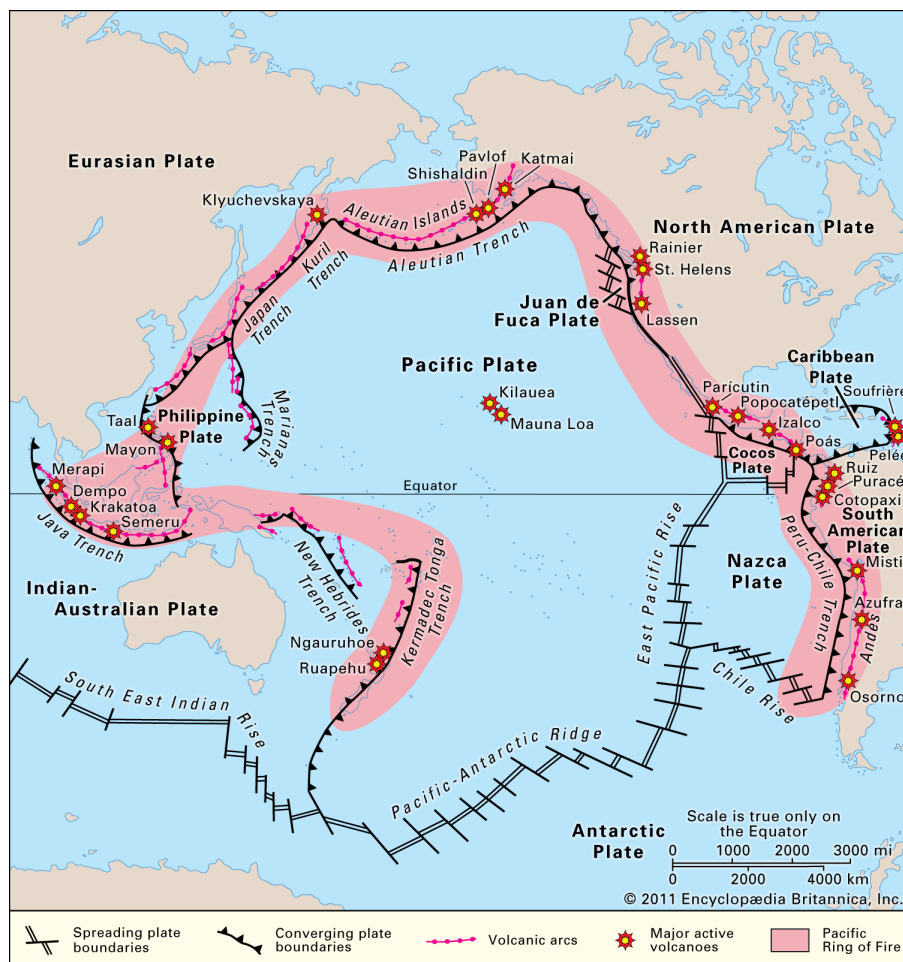 Eurasian Plate
Klyuchevskaya
Shishaldin
Pavlof
Katmai
Aleutian Islands
Aleutian Trench
Kuril
Trench
Japan
Trench
North American Plate
Rainier
St. Helens
Lassen
Juan de
Fuca Plate
Pacific Plate
Kilauea
Mauna Loa
Marianas
Trench
Taal
Philippine
Plate
Mayon
Merapi
Dempo
Krakatoa
Semeru
Java Trench
Equator
Caribbean
Plate
Soufrière
Pelée
Parícutin
Popocatépetl
Izalco
Poás
Cocos
Plate
Ruiz
Puracé
Cotopaxi
South
American
Plate
Misti
Azufra
Andes
Osorno
Peru-Chile
Trench
Nazca
Plate
East Pacific Rise
Chile Rise
New Hebrides
Trench
Kermadec Tonga
Trench
Ngauruhoe
Ruapehu
Indian-
Australian Plate
South East Indian
Rise
Pacific-Antarctic Ridge
Antarctic
Plate
Scale is true only on
the Equator
0 1000 2000 3000 mi
0 2000 4000 km
© 2011 Encyclopædia Britannica, Inc.
Spreading plate
boundaries
Converging plate
boundaries
Volcanic arcs
Major active
volcanoes
Pacific
Ring of Fire